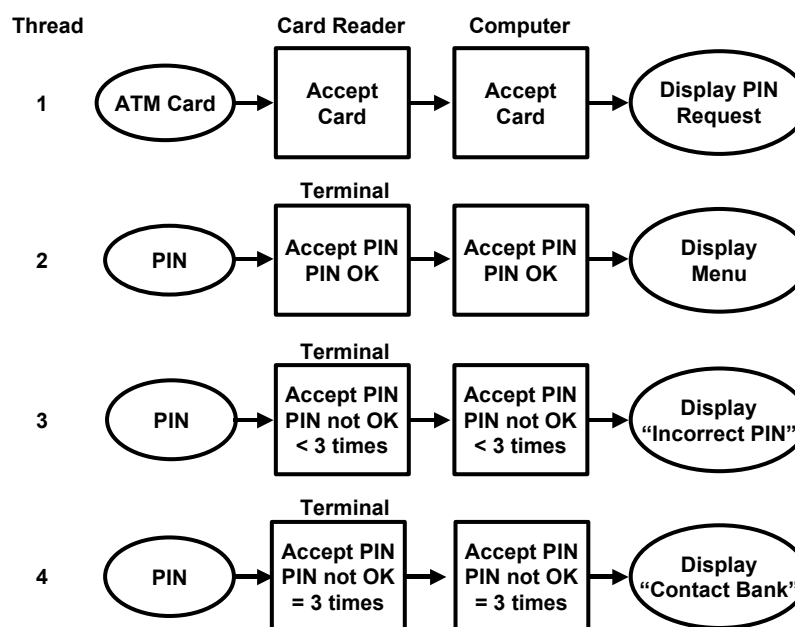 Thread Card Reader Computer
1
ATM Card
Accept
Card
Accept
Card
Display PIN
Request
Terminal
2
PIN
Accept PIN
PIN OK
Accept PIN
PIN OK
Display
Menu
Terminal
3
PIN
Accept PIN
PIN not OK
< 3 times
Accept PIN
PIN not OK
< 3 times
Display
“Incorrect PIN”
Terminal
4
PIN
Accept PIN
PIN not OK
= 3 times
Accept PIN
PIN not OK
= 3 times
Display
“Contact Bank”